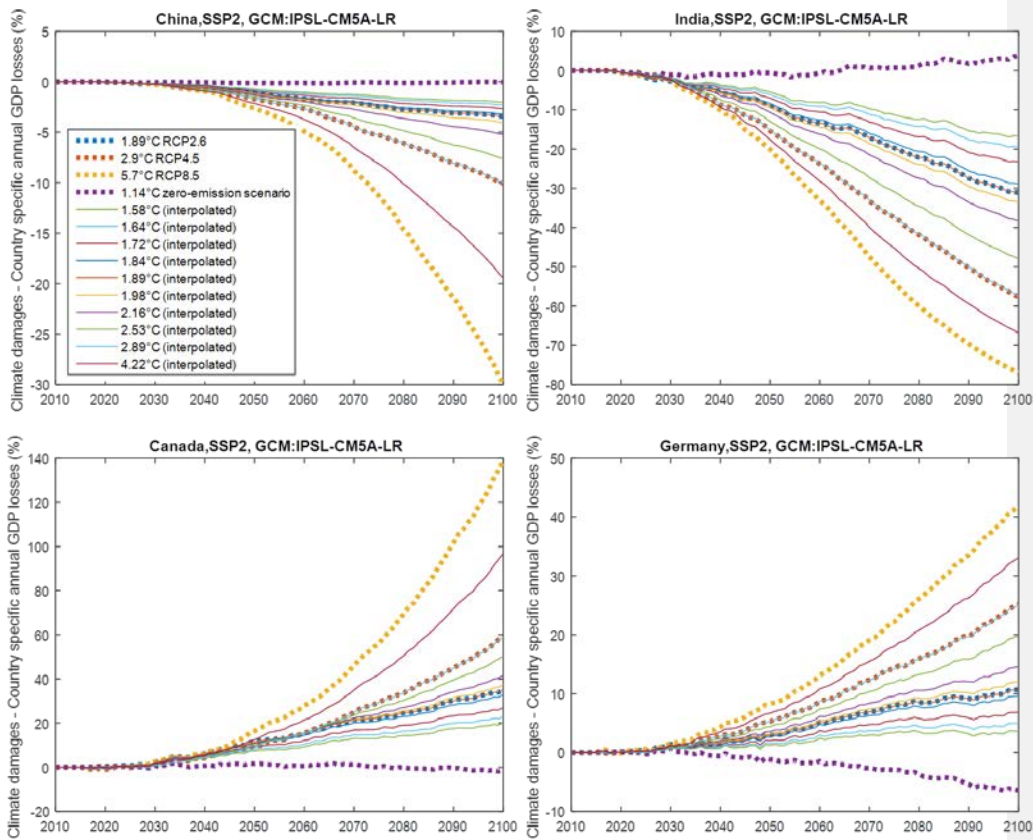 China,SSP2, GCM:IPSL-CM5A-LR
Climate damages - Country specific annual GDP losses (%)
5
0
-5
-10
-15
-20
-25
-30
2010 2020 2030 2040 2050 2060 2070 2080 2090 2100
1.89°C RCP2.6
2.9°C RCP4.5
5.7°C RCP8.5
1.14°C zero-emission scenario
1.58°C (interpolated)
1.64°C (interpolated)
1.72°C (interpolated)
1.84°C (interpolated)
1.89°C (interpolated)
1.98°C (interpolated)
2.16°C (interpolated)
2.53°C (interpolated)
2.89°C (interpolated)
4.22°C (interpolated)
India,SSP2, GCM:IPSL-CM5A-LR
Climate damages - Country specific annual GDP losses (%)
10
0
-10
-20
-30
-40
-50
-60
-70
-80
2010 2020 2030 2040 2050 2060 2070 2080 2090 2100
Canada,SSP2, GCM:IPSL-CM5A-LR
Climate damages - Country specific annual GDP losses (%)
140
120
100
80
60
40
20
0
-20
2010 2020 2030 2040 2050 2060 2070 2080 2090 2100
Germany,SSP2, GCM:IPSL-CM5A-LR
Climate damages - Country specific annual GDP losses (%)
50
40
30
20
10
0
-10
2010 2020 2030 2040 2050 2060 2070 2080 2090 2100